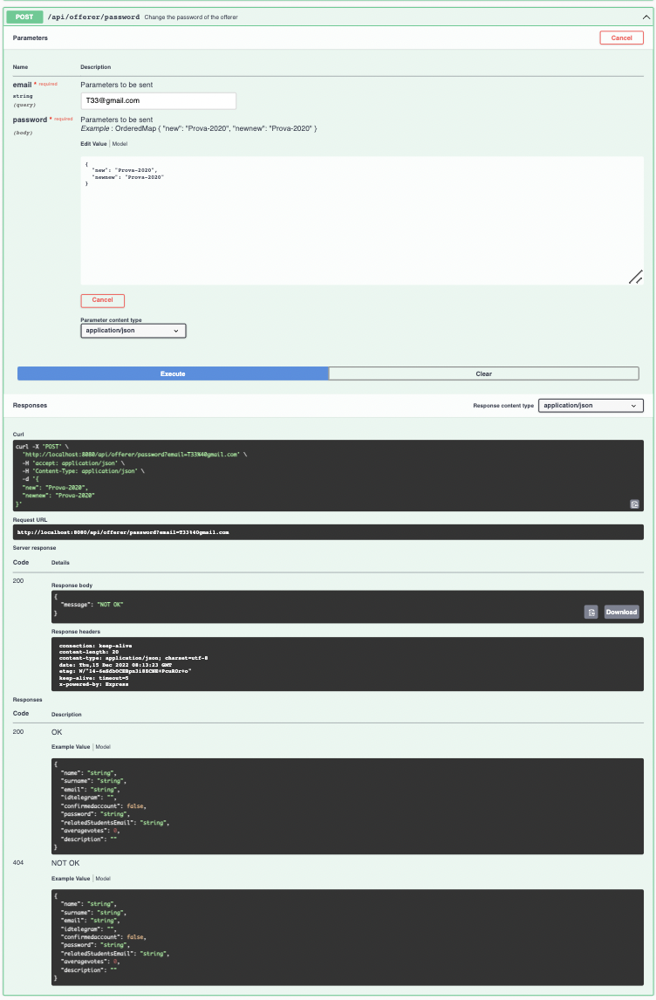 POST /api/offerer/password Change the password of the offerer
Parameters Cancel
Name Description
email * required Parameters to be sent
string
(query)
T33@gmail.com
password * required Parameters to be sent
(body)
Example : OrderedMap { "new": "Prova-2020", "newnew": "Prova-2020" }
Edit Value | Model
{
"new": "Prova-2020",
"newnew": "Prova-2020"
}
Cancel
Parameter content type
application/json
Execute Clear
Responses Response content type application/json
Curl
curl -X 'POST' \
'http://localhost:8080/api/offerer/password?email=T33%40gmail.com' \
-H 'accept: application/json' \
-H 'Content-Type: application/json' \
-d '{
"new": "Prova-2020",
"newnew": "Prova-2020"
}'
Request URL
http://localhost:8080/api/offerer/password?email=T33%40gmail.com
Server response
Code Details
200
Response body
{
"message": "NOT OK"
}
Download
Response headers
connection: keep-alive
content-length: 20
content-type: application/json; charset=utf-8
date: Thu,15 Dec 2022 08:13:23 GMT
keep-alive: timeout=5
x-powered-by: Express
Responses
Code Description
200 OK
Example Value | Model
{
"name": "string",
"surname": "string",
"email": "string",
"idtelegram": "",
"confirmedaccount": false,
"password": "string",
"relatedStudentsEmail": "string",
"averagevotes": 0,
"description": ""
}
404 NOT OK
Example Value | Model
{
"name": "string",
"surname": "string",
"email": "string",
"idtelegram": "",
"confirmedaccount": false,
"password": "string",
"relatedStudentsEmail": "string",
"averagevotes": 0,
"description": ""
}